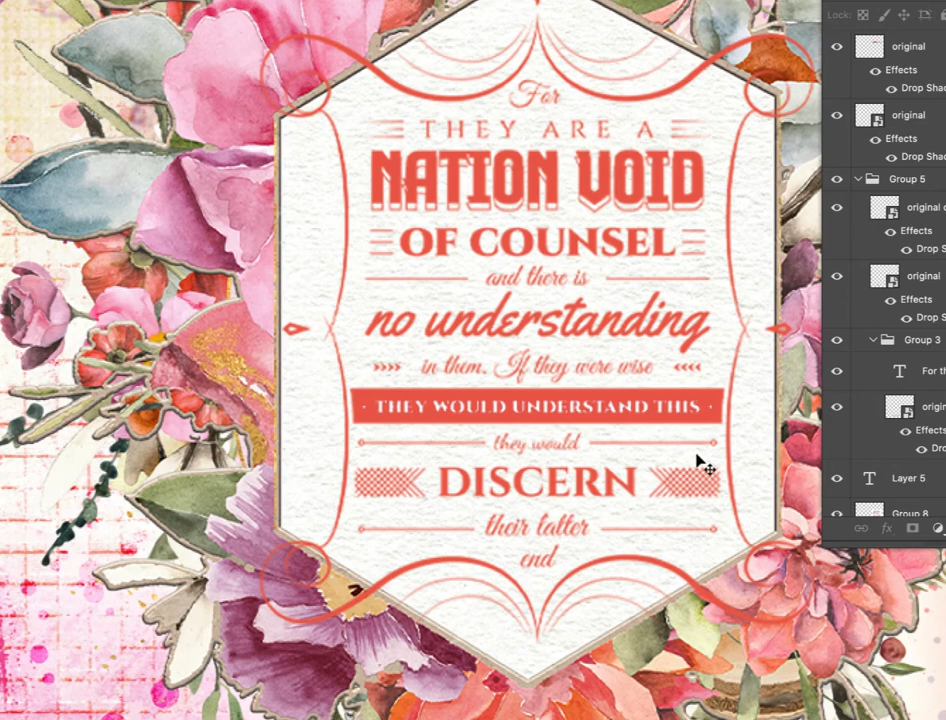 For
THEY ARE A
NATION VOID
OF COUNSEL
and there is
no understanding
in them. If they were wise
· THEY WOULD UNDERSTAND THIS ·
they would
DISCERN
their latter
end
Lock:
original
Effects
Drop Shad
original
Effects
Drop Shad
Group 5
original c
Effects
Drop S
original
Effects
Drop S
Group 3
T For th
origin
Effects
Dro
T Layer 5
Group 8
fx